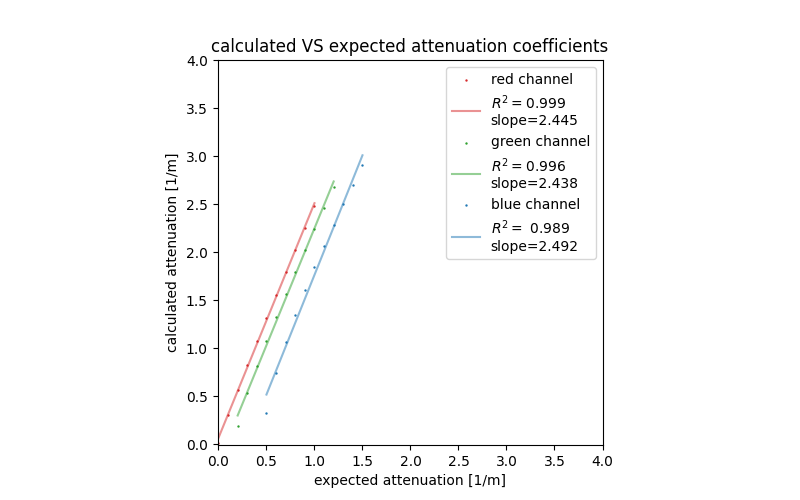 calculated VS expected attenuation coefficients
4.0
3.5
3.0
2.5
2.0
1.5
1.0
0.5
0.0
calculated attenuation [1/m]
red channel
R² = 0.999
slope=2.445
green channel
R² = 0.996
slope=2.438
blue channel
R² = 0.989
slope=2.492
0.0 0.5 1.0 1.5 2.0 2.5 3.0 3.5 4.0
expected attenuation [1/m]